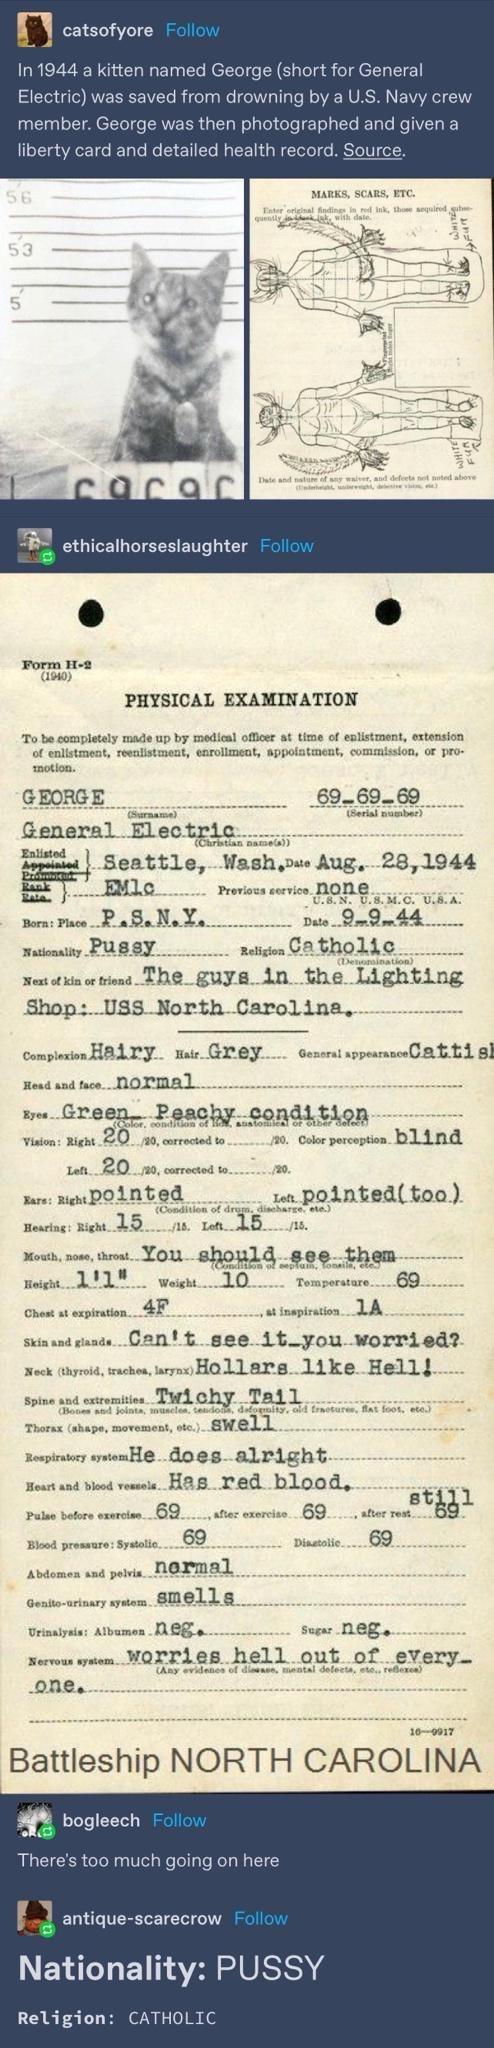 catsofyore Follow
In 1944 a kitten named George (short for General
Electric) was saved from drowning by a U.S. Navy crew
member. George was then photographed and given a
liberty card and detailed health record. Source.
56
53
5'
69696
MARKS, SCARS, ETC.
Enter original findings in red ink, those acquired subse-
quently in black ink, with date.
WHITE
FUR
WHITE
FUR
Date and nature of any waiver, and defects not noted above
(Underheight, underweight, defective vision, etc.)
ethicalhorseslaughter Follow
Form H-2
(1940)
PHYSICAL EXAMINATION
To be completely made up by medical officer at time of enlistment, extension
of enlistment, reenlistment, enrollment, appointment, commission, or pro-
motion.
GEORGE 69-69-69
(Surname) (Serial number)
General Electric
(Christian name(s))
Enlisted
Appointed
Promoted
Seattle, Wash. Date Aug. 28,1944
Rank
Rate
EM1c Previous service none
U.S.N. U.S.M.C. U.S.A.
Born: Place P.S.N.Y. Date 9-9-44
Nationality Pussy Religion Catholic
(Denomination)
Next of kin or friend The guys in the Lighting
Shop: USS North Carolina.
Complexion Hairy Hair Grey General appearance Cattish
Head and face normal
Eyes Green Peachy condition
(Color, condition of lids, anatomical or other defect)
Vision: Right 20 /20, corrected to /20. Color perception blind
Left 20 /20, corrected to /20.
Ears: Right pointed Left pointed(too)
(Condition of drum, discharge, etc.)
Hearing: Right 15 /15. Left 15 /15.
Mouth, nose, throat You should see them
(Condition of septum, tonsils, etc.)
Height 1'1" Weight 10 Temperature 69
Chest at expiration 4F, at inspiration 1A
Skin and glands Can't see it_you worried?
Neck (thyroid, trachea, larynx) Hollars like Hell!
Spine and extremities Twichy Tail
(Bones and joints, muscles, tendons, deformity, old fractures, flat foot, etc.)
Thorax (shape, movement, etc.) swell
Respiratory system He does alright
Heart and blood vessels Has red blood.
still
Pulse before exercise 69, after exercise 69, after rest 69
Blood pressure: Systolic 69 Diastolic 69
Abdomen and pelvis normal
Genito-urinary system smells
Urinalysis: Albumen neg. Sugar neg.
Nervous system worries hell out of every_
(Any evidence of disease, mental defects, etc., reflexes)
one.
16—9917
Battleship NORTH CAROLINA
bogleech Follow
There's too much going on here
antique-scarecrow Follow
Nationality: PUSSY
Religion: CATHOLIC